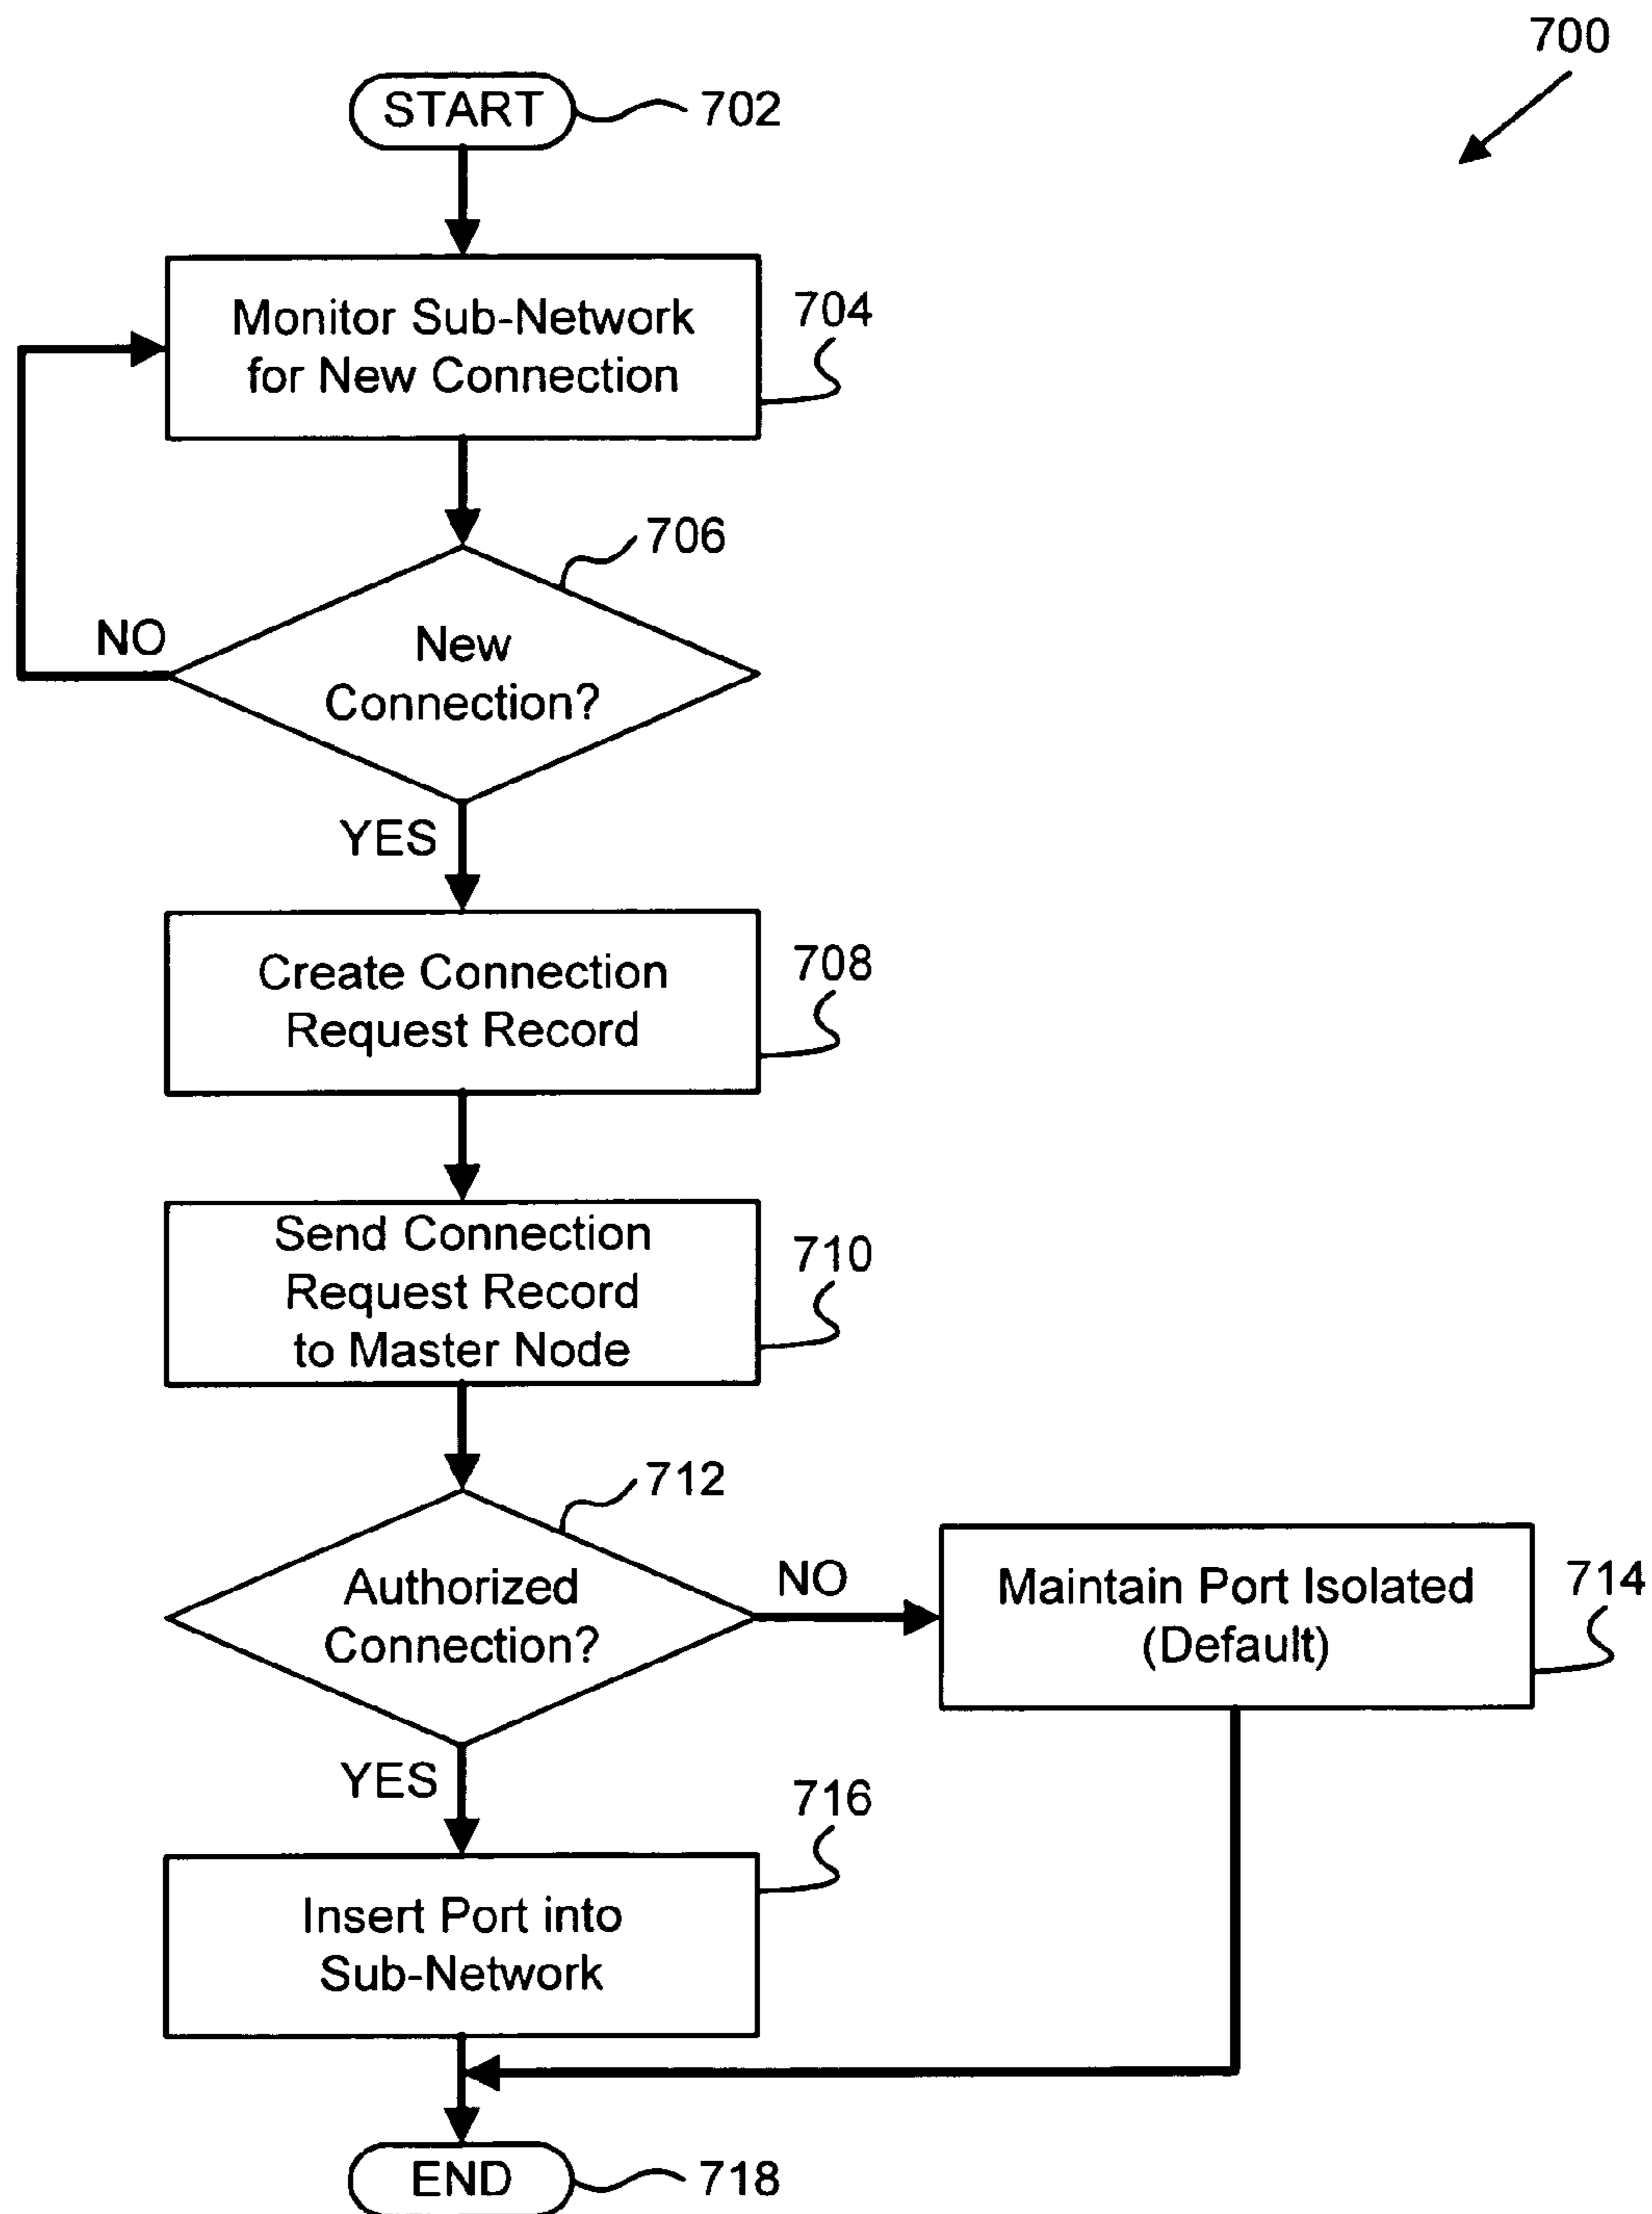 700
START
702
Monitor Sub-Network
for New Connection
704
706
NO
New
Connection?
YES
Create Connection
Request Record
708
Send Connection
Request Record
to Master Node
710
712
Authorized
Connection?
NO
Maintain Port Isolated
(Default)
714
YES
716
Insert Port into
Sub-Network
END
718